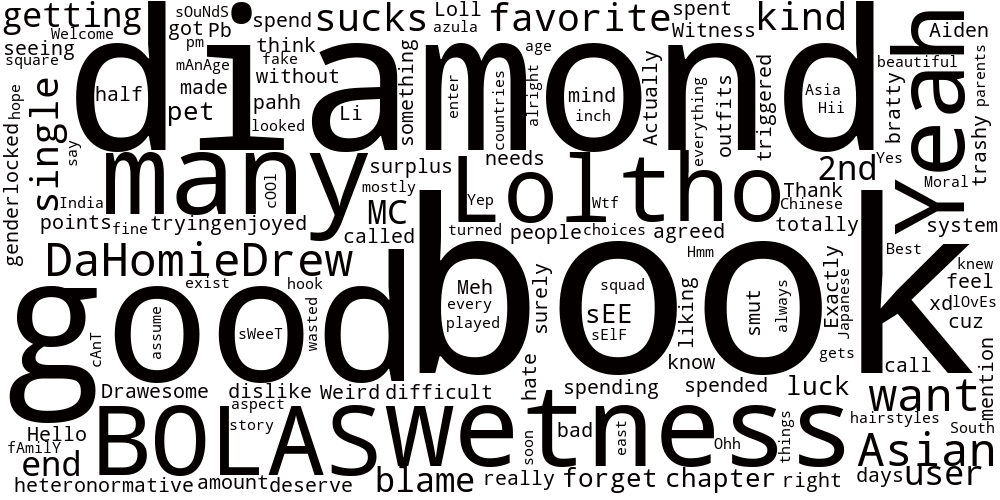 getting
Welcome
seeing
square
diamond
got
Pb
sOuNdS
pm
mAnAge
made
pet
half
spend
think
fake
without
pahh
looked
sucks
Loll
azula
favorite
spent
Witness
kind
Yeah
Aiden
beautiful
parents
trashy
bratty
Asia
Hii
triggered
outfits
everything
Actually
mind
inch
age
alright
countries
enter
something
Li
hope
single
say
locked
gender
India
many
cOOl
surplus
mostly
MC
called
needs
Lol
Yep
turned
Wtf
tho
2nd
Yes
Thank
Chinese
totally
Moral
system
points
fine
trying
enjoyed
people
choices
agreed
DaHomieDrew
exist
hook
good
book
Hmm
Best
knew
feel
xd
lOvEs
cuz
Exactly
Japanese
always
smut
liking
squad
sEE
sElF
surely
Meh
every
played
wasted
sWeeT
assume
cAnT
know
gets
call
want
mention
Drawesome
dislike
Weird
difficult
hate
spending
spended
luck
hairstyles
South
aspect
story
BOLAS
Wetness
Hello
fAmilY
end
soon
bad
east
Ohh
things
Asian
user
days
heteronormative
amount
deserve
blame
really
forget
chapter
right